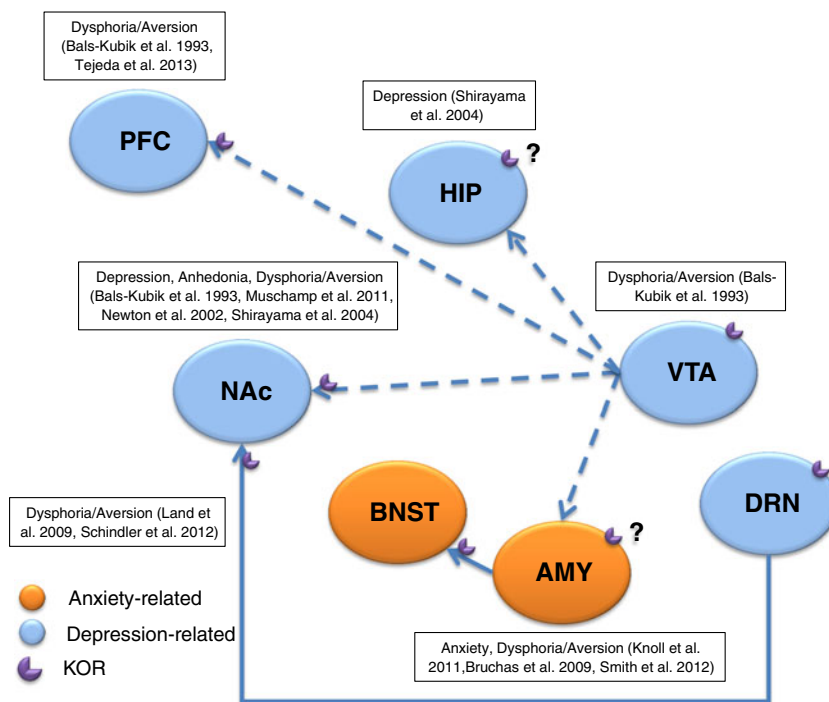 Dysphoria/Aversion
(Bals-Kubik et al. 1993,
Tejeda et al. 2013)
PFC
Depression (Shirayama
et al. 2004)
?
HIP
Depression, Anhedonia, Dysphoria/Aversion
(Bals-Kubik et al. 1993, Muschamp et al. 2011,
Newton et al. 2002, Shirayama et al. 2004)
Dysphoria/Aversion (Bals-
Kubik et al. 1993)
NAc
VTA
Dysphoria/Aversion (Land et
al. 2009, Schindler et al. 2012)
BNST
DRN
?
AMY
Anxiety-related
Depression-related
KOR
Anxiety, Dysphoria/Aversion (Knoll et al.
2011,Bruchas et al. 2009, Smith et al. 2012)